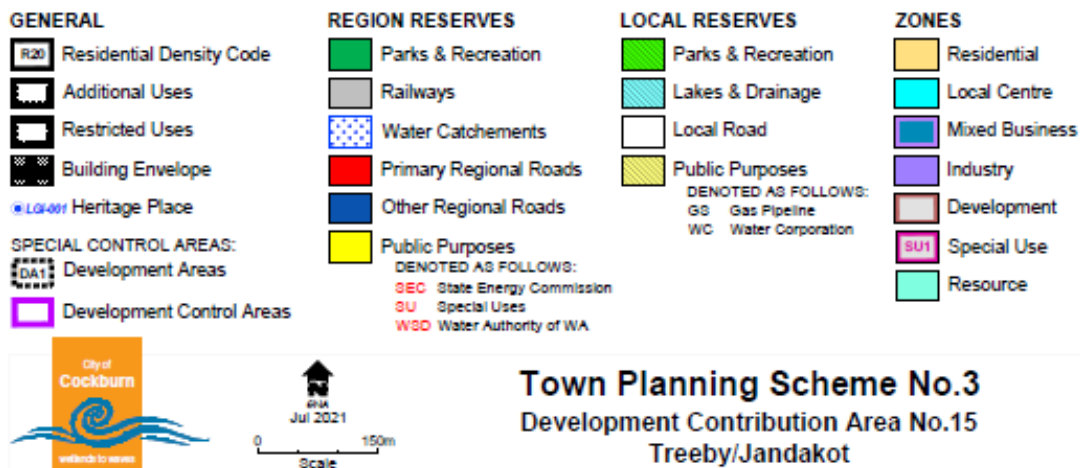 GENERAL
R20 Residential Density Code
Additional Uses
Restricted Uses
Building Envelope
LGI-001 Heritage Place
SPECIAL CONTROL AREAS:
DA1 Development Areas
Development Control Areas
REGION RESERVES
Parks & Recreation
Railways
Water Catchements
Primary Regional Roads
Other Regional Roads
Public Purposes
DENOTED AS FOLLOWS:
SEC State Energy Commission
SU Special Uses
WSD Water Authority of WA
LOCAL RESERVES
Parks & Recreation
Lakes & Drainage
Local Road
Public Purposes
DENOTED AS FOLLOWS:
GS Gas Pipeline
WC Water Corporation
ZONES
Residential
Local Centre
Mixed Business
Industry
Development
SU1 Special Use
Resource
City of
Cockburn
wetlands to waves
N
Jul 2021
0 150m
Scale
Town Planning Scheme No.3
Development Contribution Area No.15
Treeby/Jandakot